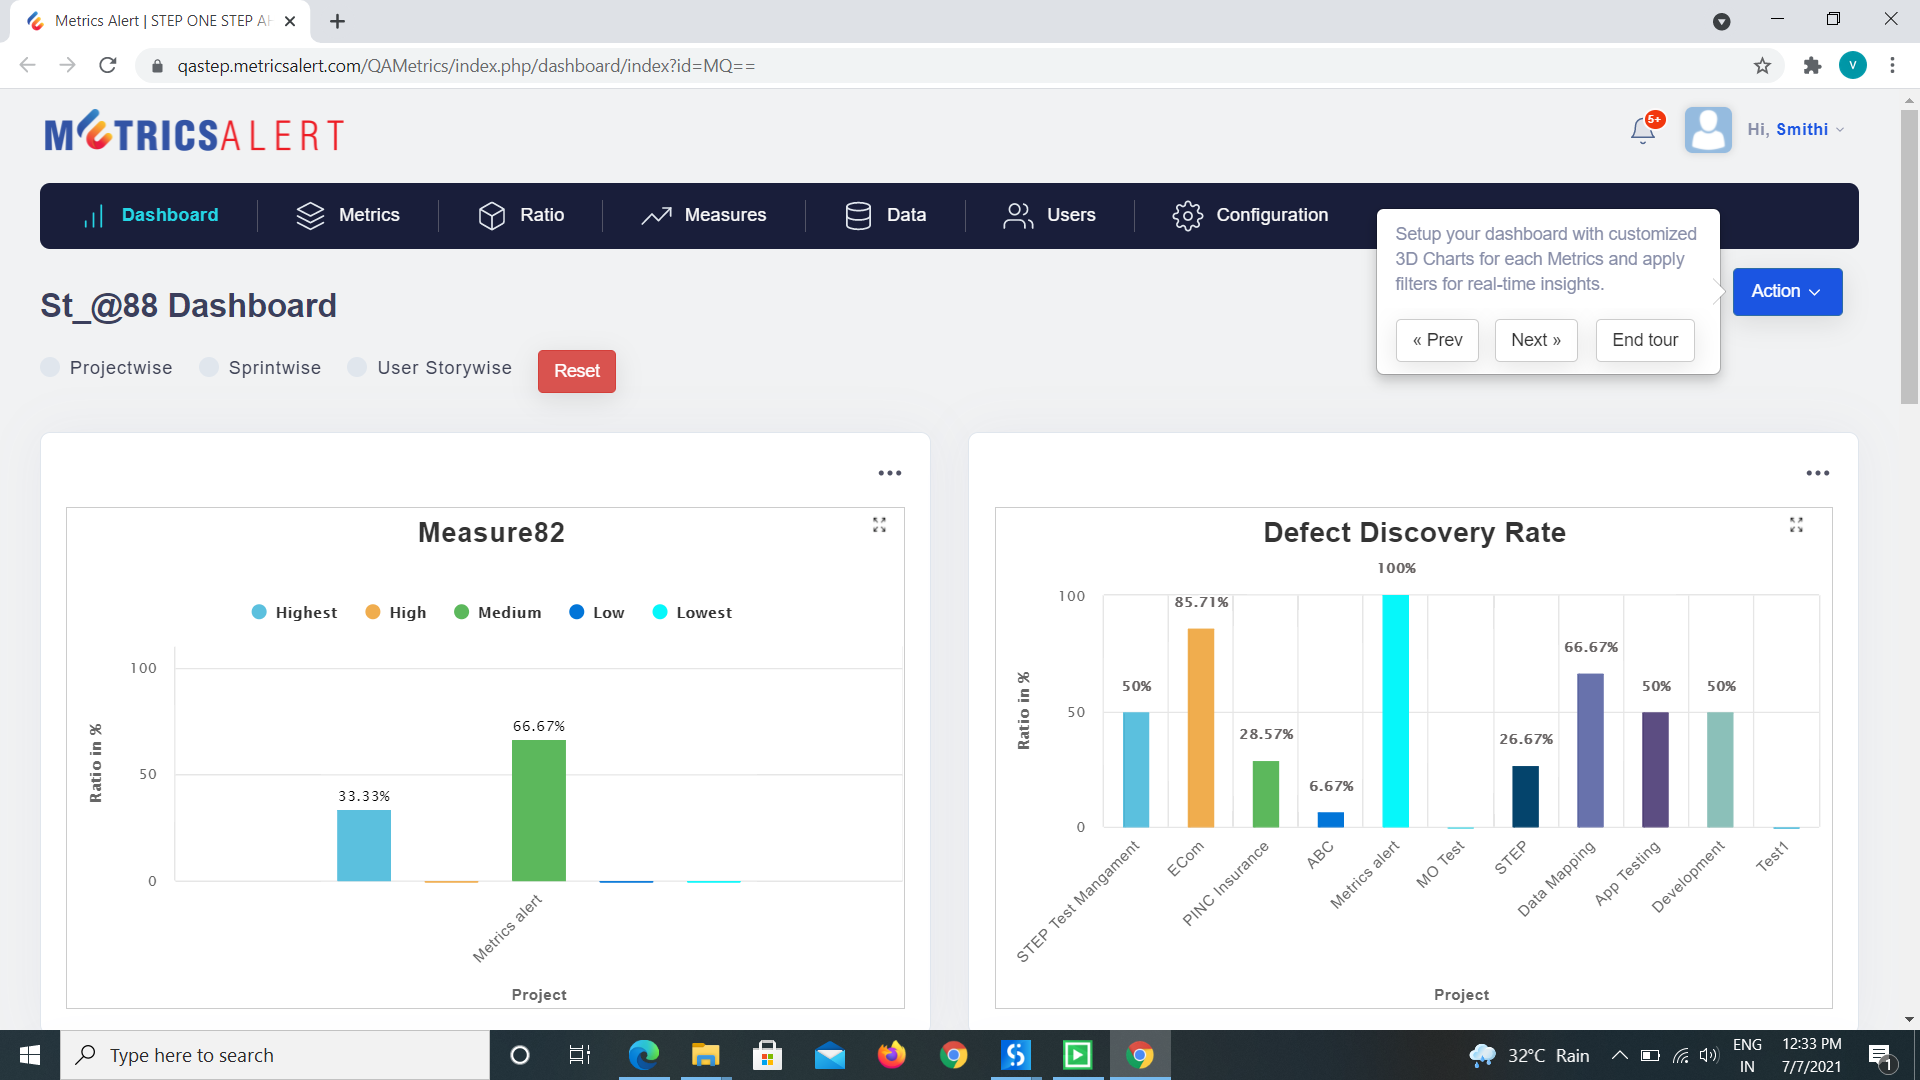 Metrics Alert | STEP ONE STEP AH
qastep.metricsalert.com/QAMetrics/index.php/dashboard/index?id=MQ==
V
METRICSALERT
5+
Hi, Smithi
Dashboard
Metrics
Ratio
Measures
Data
Users
Configuration
Setup your dashboard with customized
3D Charts for each Metrics and apply
filters for real-time insights.
« Prev
Next »
End tour
Action
St_@88 Dashboard
Projectwise
Sprintwise
User Storywise
Reset
Measure82
Highest
High
Medium
Low
Lowest
Ratio in %
100
50
0
33.33%
66.67%
Metrics alert
Project
Defect Discovery Rate
Ratio in %
100
50
0
50%
85.71%
28.57%
6.67%
100%
26.67%
66.67%
50%
50%
STEP Test Mangament
ECom
PINC Insurance
ABC
Metrics alert
MO Test
STEP
Data Mapping
App Testing
Development
Test1
Project
Type here to search
32°C Rain
ENG
IN
12:33 PM
7/7/2021
1